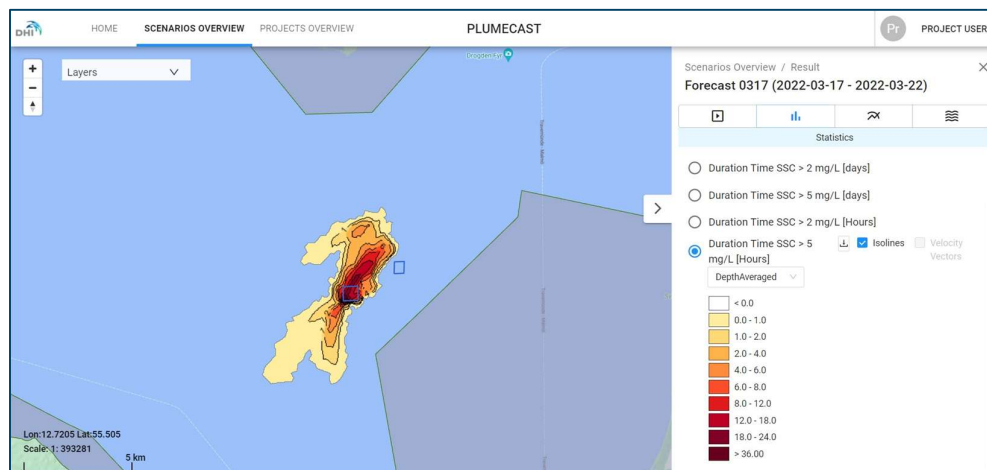 DHI
HOME
SCENARIOS OVERVIEW
PROJECTS OVERVIEW
PLUMECAST
Pr
PROJECT USER
Layers
Scenarios Overview / Result
Forecast 0317 (2022-03-17 - 2022-03-22)
Statistics
Duration Time SSC > 2 mg/L [days]
Duration Time SSC > 5 mg/L [days]
Duration Time SSC > 2 mg/L [Hours]
Duration Time SSC > 5
mg/L [Hours]
Isolines
Velocity
Vectors
DepthAveraged
< 0.0
0.0 - 1.0
1.0 - 2.0
2.0 - 4.0
4.0 - 6.0
6.0 - 8.0
8.0 - 12.0
12.0 - 18.0
18.0 - 24.0
> 36.00
Lon:12.7205 Lat:55.505
Scale: 1: 393281
5 km